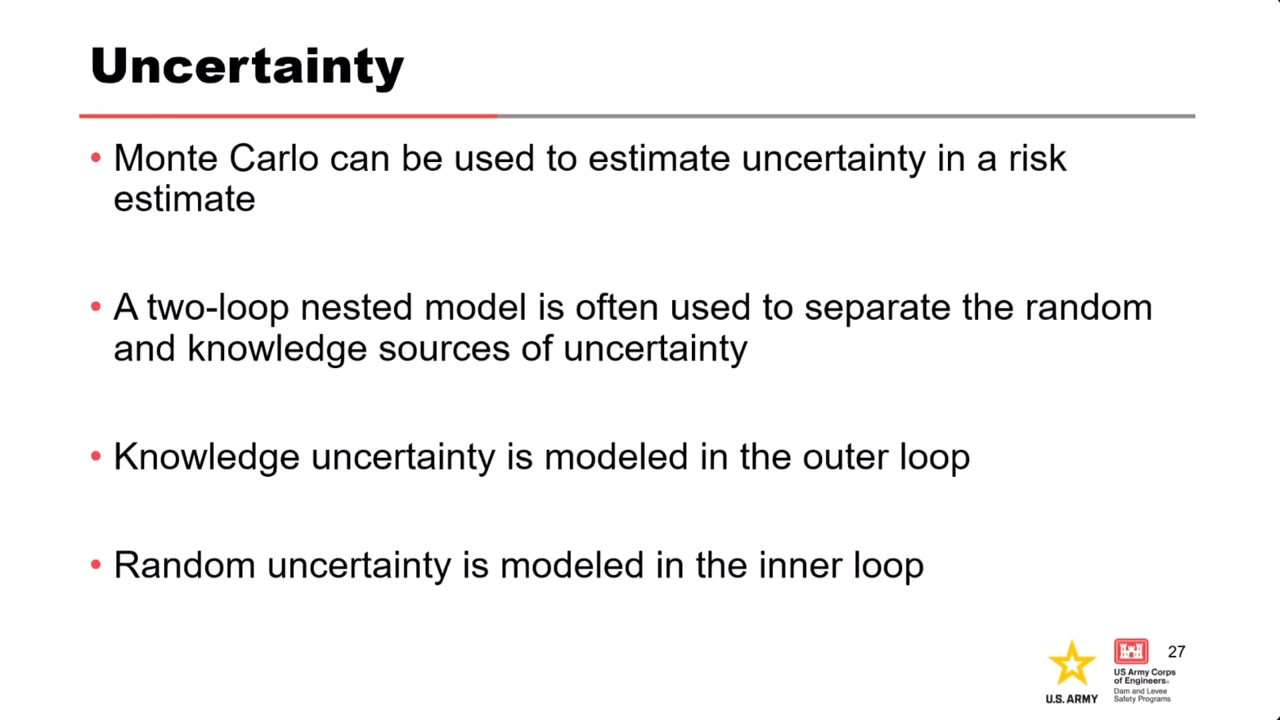 Uncertainty
• Monte Carlo can be used to estimate uncertainty in a risk
estimate
• A two-loop nested model is often used to separate the random
and knowledge sources of uncertainty
• Knowledge uncertainty is modeled in the outer loop
• Random uncertainty is modeled in the inner loop
U.S. ARMY
US Army Corps
of Engineers®
Dam and Levee
Safety Programs
27